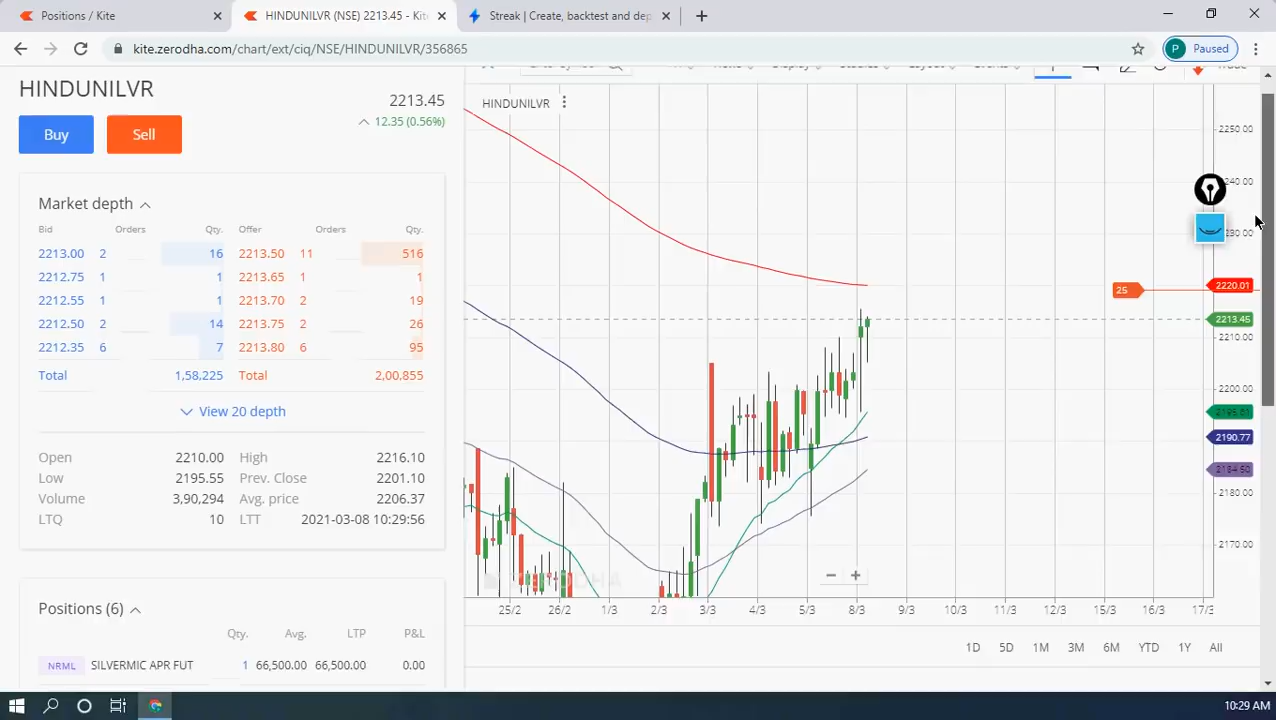 Positions / Kite
HINDUNILVR (NSE) 2213.45 - Kit
Streak | Create, backtest and dep
kite.zerodha.com/chart/ext/ciq/NSE/HINDUNILVR/356865
P Paused
HINDUNILVR
2213.45
12.35 (0.56%)
Buy
Sell
Market depth
Bid Orders Qty. Offer Orders Qty.
2213.00 2 16 2213.50 11 516
2212.75 1 1 2213.65 1 1
2212.55 1 1 2213.70 2 19
2212.50 2 14 2213.75 2 26
2212.35 6 7 2213.80 6 95
Total 1,58,225 Total 2,00,855
View 20 depth
Open 2210.00 High 2216.10
Low 2195.55 Prev. Close 2201.10
Volume 3,90,294 Avg. price 2206.37
LTQ 10 LTT 2021-03-08 10:29:56
Positions (6)
Qty. Avg. LTP P&L
NRML SILVERMIC APR FUT 1 66,500.00 66,500.00 0.00
HINDUNILVR
2250.00
240.00
230.00
25
2220.01
2213.45
2210.00
2200.00
2190.77
2180.00
2170.00
ZERODHA
25/2 26/2 1/3 2/3 3/3 4/3 5/3 8/3 9/3 10/3 11/3 12/3 15/3 16/3 17/3
1D 5D 1M 3M 6M YTD 1Y All
10:29 AM